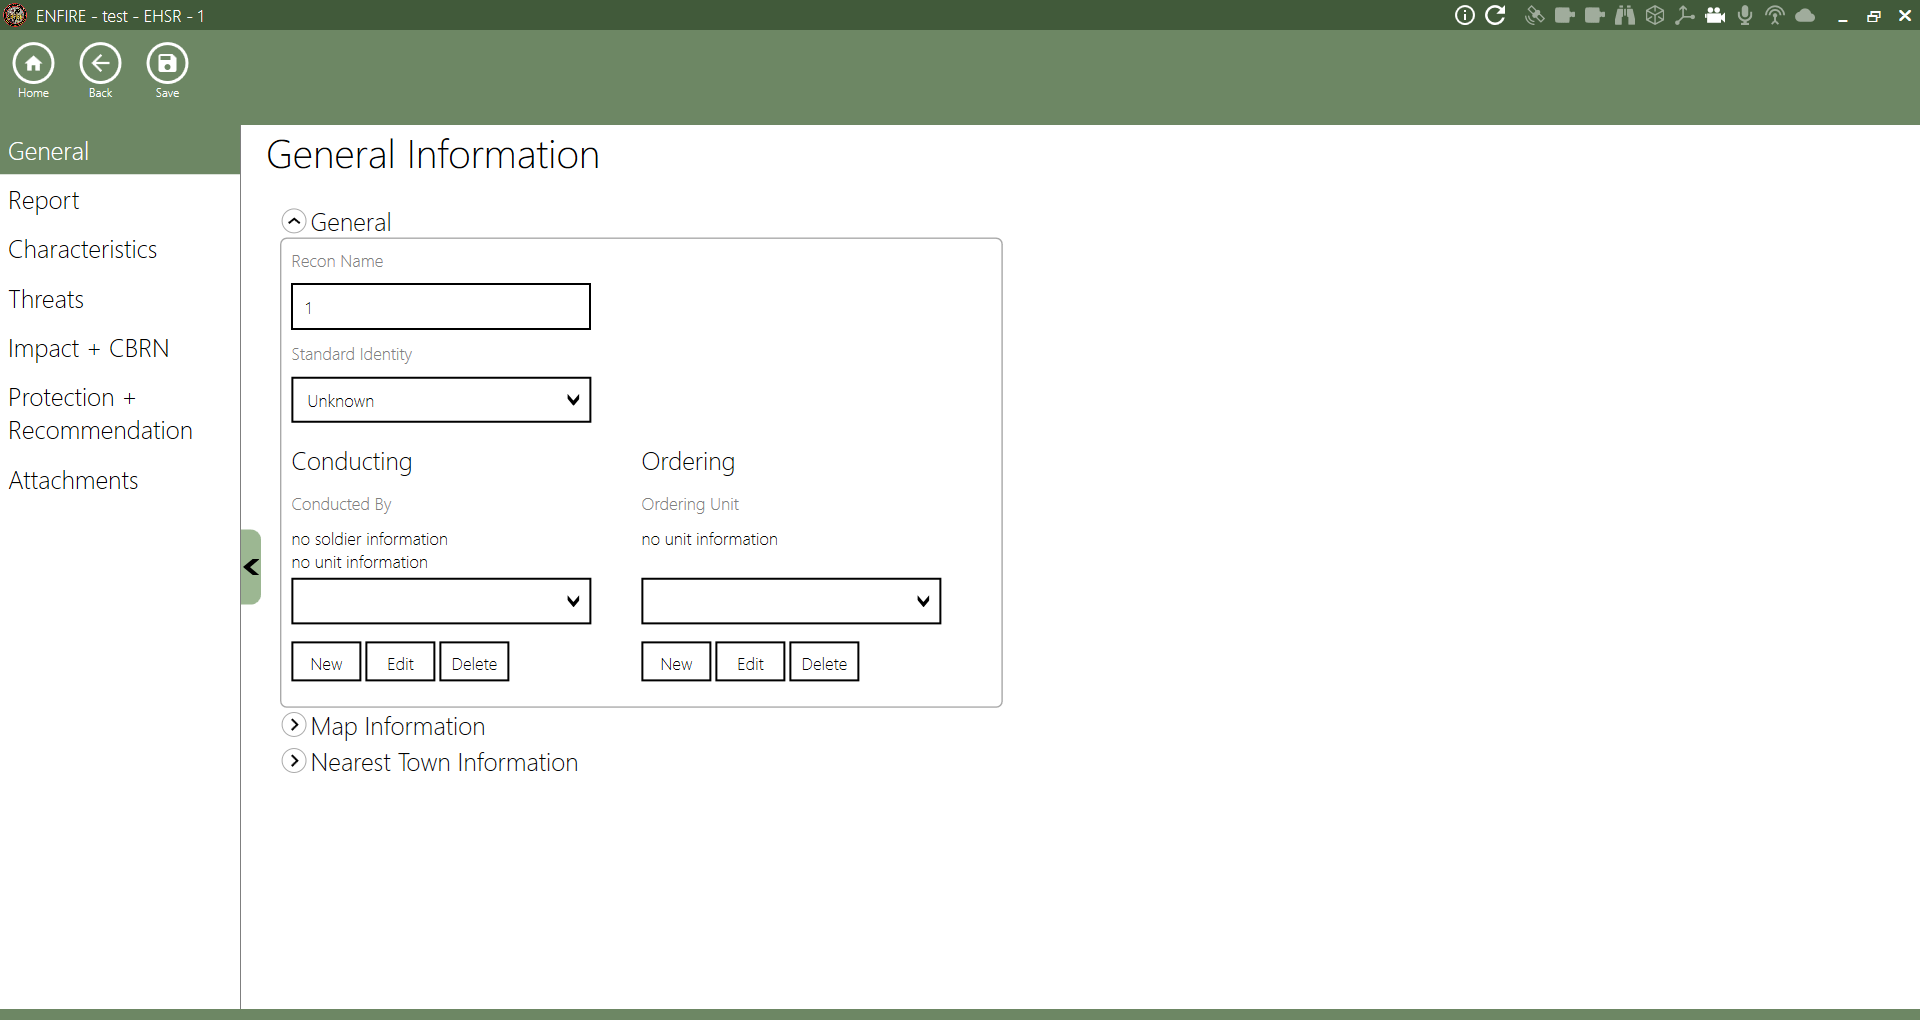 ENFIRE - test - EHSR - 1
Home
Back
Save
General
Report
Characteristics
Threats
Impact + CBRN
Protection +
Recommendation
Attachments
General Information
General
Recon Name
1
Standard Identity
Unknown
Conducting
Conducted By
no soldier information
no unit information
New Edit Delete
Ordering
Ordering Unit
no unit information
New Edit Delete
Map Information
Nearest Town Information